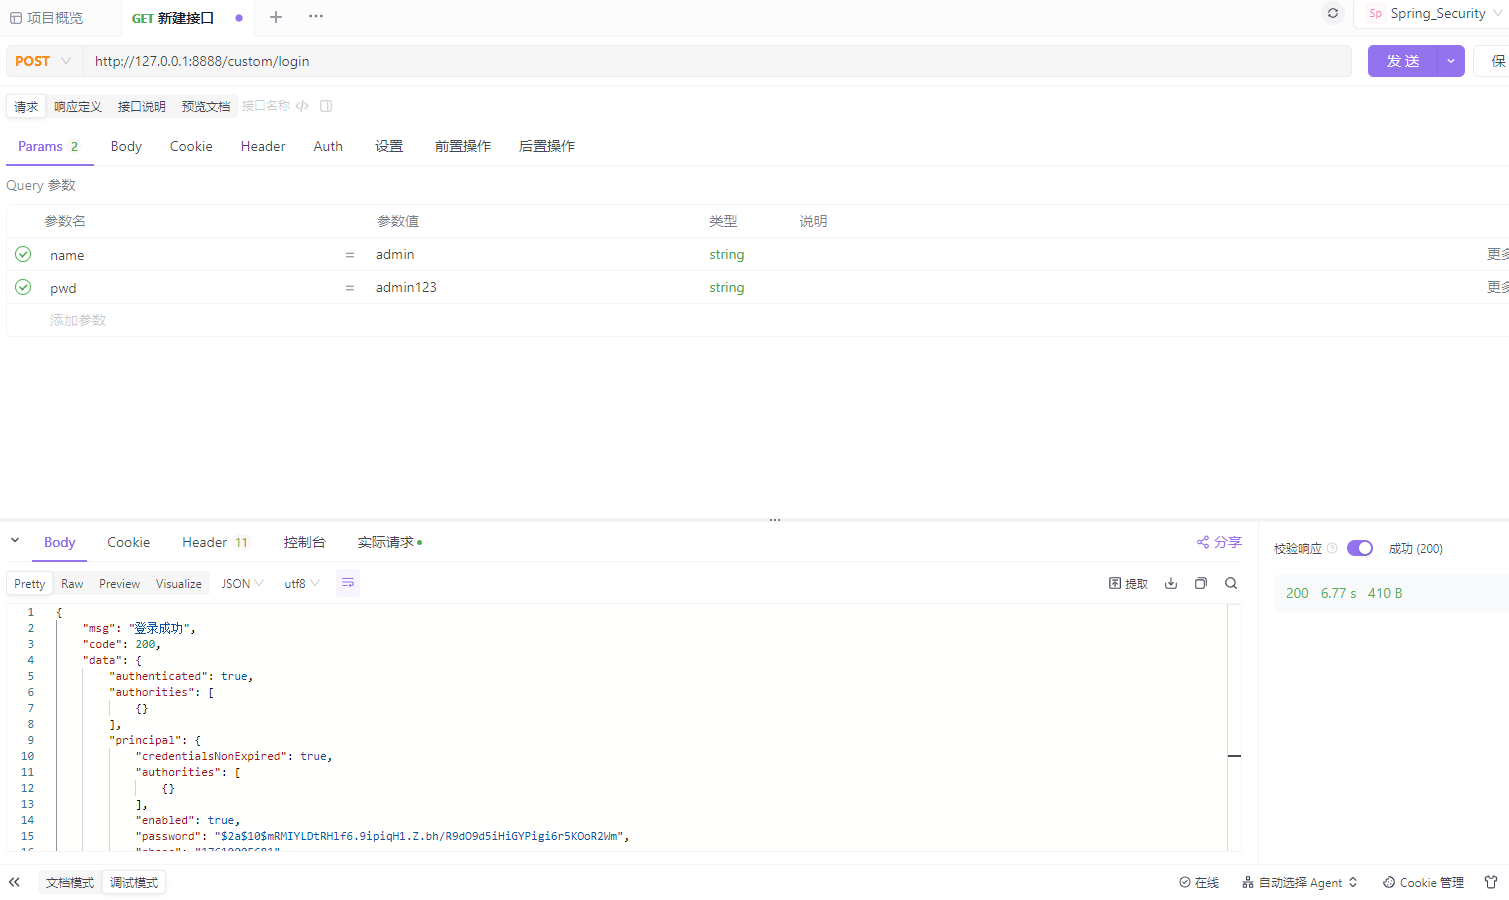 项目概览
GET 新建接口
Sp Spring_Security
POST http://127.0.0.1:8888/custom/login 发 送 保
请求 响应定义 接口说明 预览文档 接口名称
Params 2 Body Cookie Header Auth 设置 前置操作 后置操作
Query 参数
参数名 参数值 类型 说明
name = admin string 更多
pwd = admin123 string 更多
添加参数
Body Cookie Header 11 控制台 实际请求 分享
校验响应 成功 (200)
Pretty Raw Preview Visualize JSON utf8 提取
200 6.77 s 410 B
1 {
2 "msg": "登录成功",
3 "code": 200,
4 "data": {
5 "authenticated": true,
6 "authorities": [
7 {}
8 ],
9 "principal": {
10 "credentialsNonExpired": true,
11 "authorities": [
12 {}
13 ],
14 "enabled": true,
15 "password": "$2a$10$mRMIYLDtRHlf6.9ipiqH1.Z.bh/R9dO9d5iHiGYPigi6r5KOoR2Wm",
文档模式 调试模式 在线 自动选择 Agent Cookie 管理